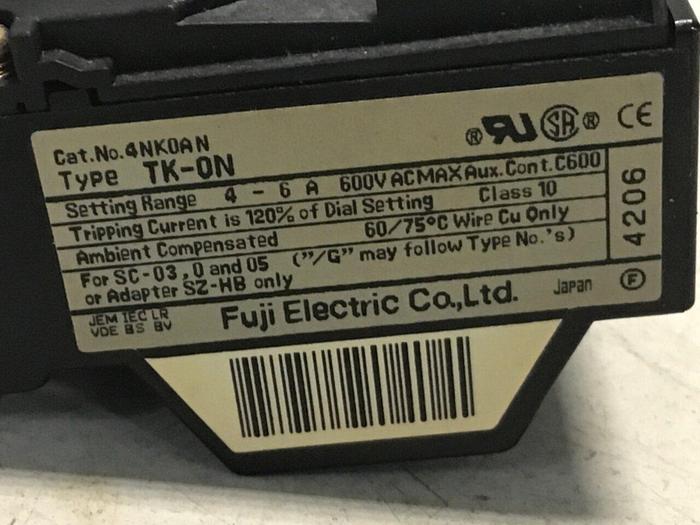 Cat.No.4NK0AN
Type TK-0N
® RU SA ® CE
Setting Range 4 - 6 A 600V AC MAX Aux.Cont.C600
Tripping Current is 120% of Dial Setting Class 10
Ambient Compensated 60/75°C Wire Cu Only
For SC-03,0 and 05 ("/G" may follow Type No.'s)
or Adapter SZ-HB only
4206
JEM IEC LR
VDE BS BV
Fuji Electric Co.,Ltd. Japan F